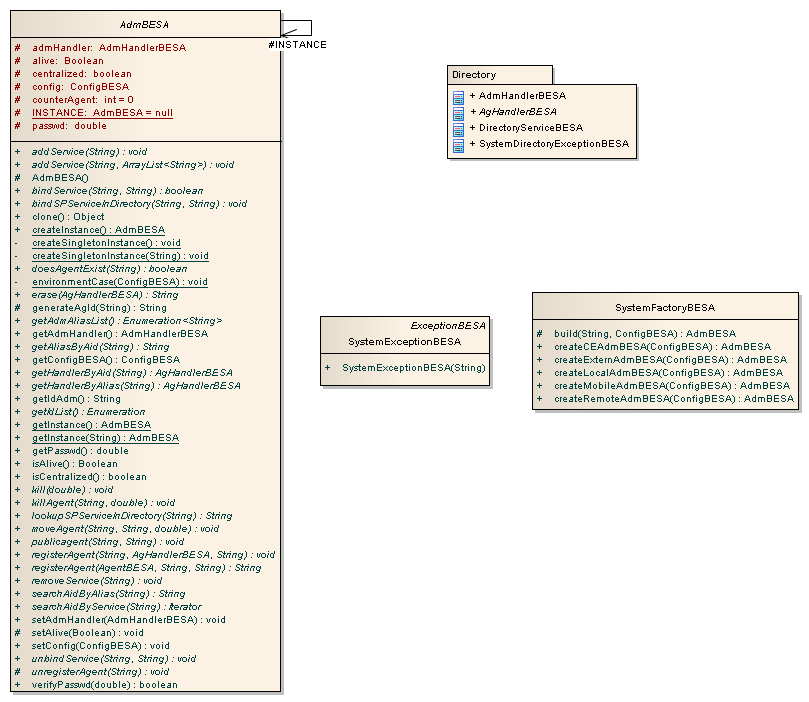 AdmBESA
# admHandler: AdmHandlerBESA
# alive: Boolean
# centralized: boolean
# config: ConfigBESA
# counterAgent: int = 0
# INSTANCE: AdmBESA = null
# passwd: double
+ addService(String) : void
+ addService(String, ArrayList<String>) : void
# AdmBESA()
+ bindService(String, String) : boolean
+ bindSPServiceInDirectory(String, String) : void
+ clone() : Object
+ createInstance() : AdmBESA
- createSingletonInstance() : void
- createSingletonInstance(String) : void
+ doesAgentExist(String) : boolean
- environmentCase(ConfigBESA) : void
+ erase(AgHandlerBESA) : String
# generateAgId(String) : String
+ getAdmAliasList() : Enumeration<String>
+ getAdmHandler() : AdmHandlerBESA
+ getAliasByAid(String) : String
+ getConfigBESA() : ConfigBESA
+ getHandlerByAid(String) : AgHandlerBESA
+ getHandlerByAlias(String) : AgHandlerBESA
+ getIdAdm() : String
+ getIdList() : Enumeration
+ getInstance() : AdmBESA
+ getInstance(String) : AdmBESA
+ getPasswd() : double
+ isAlive() : Boolean
+ isCentralized() : boolean
+ kill(double) : void
+ killAgent(String, double) : void
+ lookupSPServiceInDirectory(String) : String
+ moveAgent(String, String, double) : void
+ publicagent(String, String) : void
+ registerAgent(String, AgHandlerBESA, String) : void
+ registerAgent(AgentBESA, String, String) : String
+ removeService(String) : void
+ searchAidByAlias(String) : String
+ searchAidByService(String) : Iterator
+ setAdmHandler(AdmHandlerBESA) : void
# setAlive(Boolean) : void
+ setConfig(ConfigBESA) : void
+ unbindService(String, String) : void
# unregisterAgent(String) : void
+ verifyPasswd(double) : boolean
#INSTANCE
Directory
+ AdmHandlerBESA
+ AgHandlerBESA
+ DirectoryServiceBESA
+ SystemDirectoryExceptionBESA
ExceptionBESA
SystemExceptionBESA
+ SystemExceptionBESA(String)
SystemFactoryBESA
# build(String, ConfigBESA) : AdmBESA
+ createCEAdmBESA(ConfigBESA) : AdmBESA
+ createExternAdmBESA(ConfigBESA) : AdmBESA
+ createLocalAdmBESA(ConfigBESA) : AdmBESA
+ createMobileAdmBESA(ConfigBESA) : AdmBESA
+ createRemoteAdmBESA(ConfigBESA) : AdmBESA